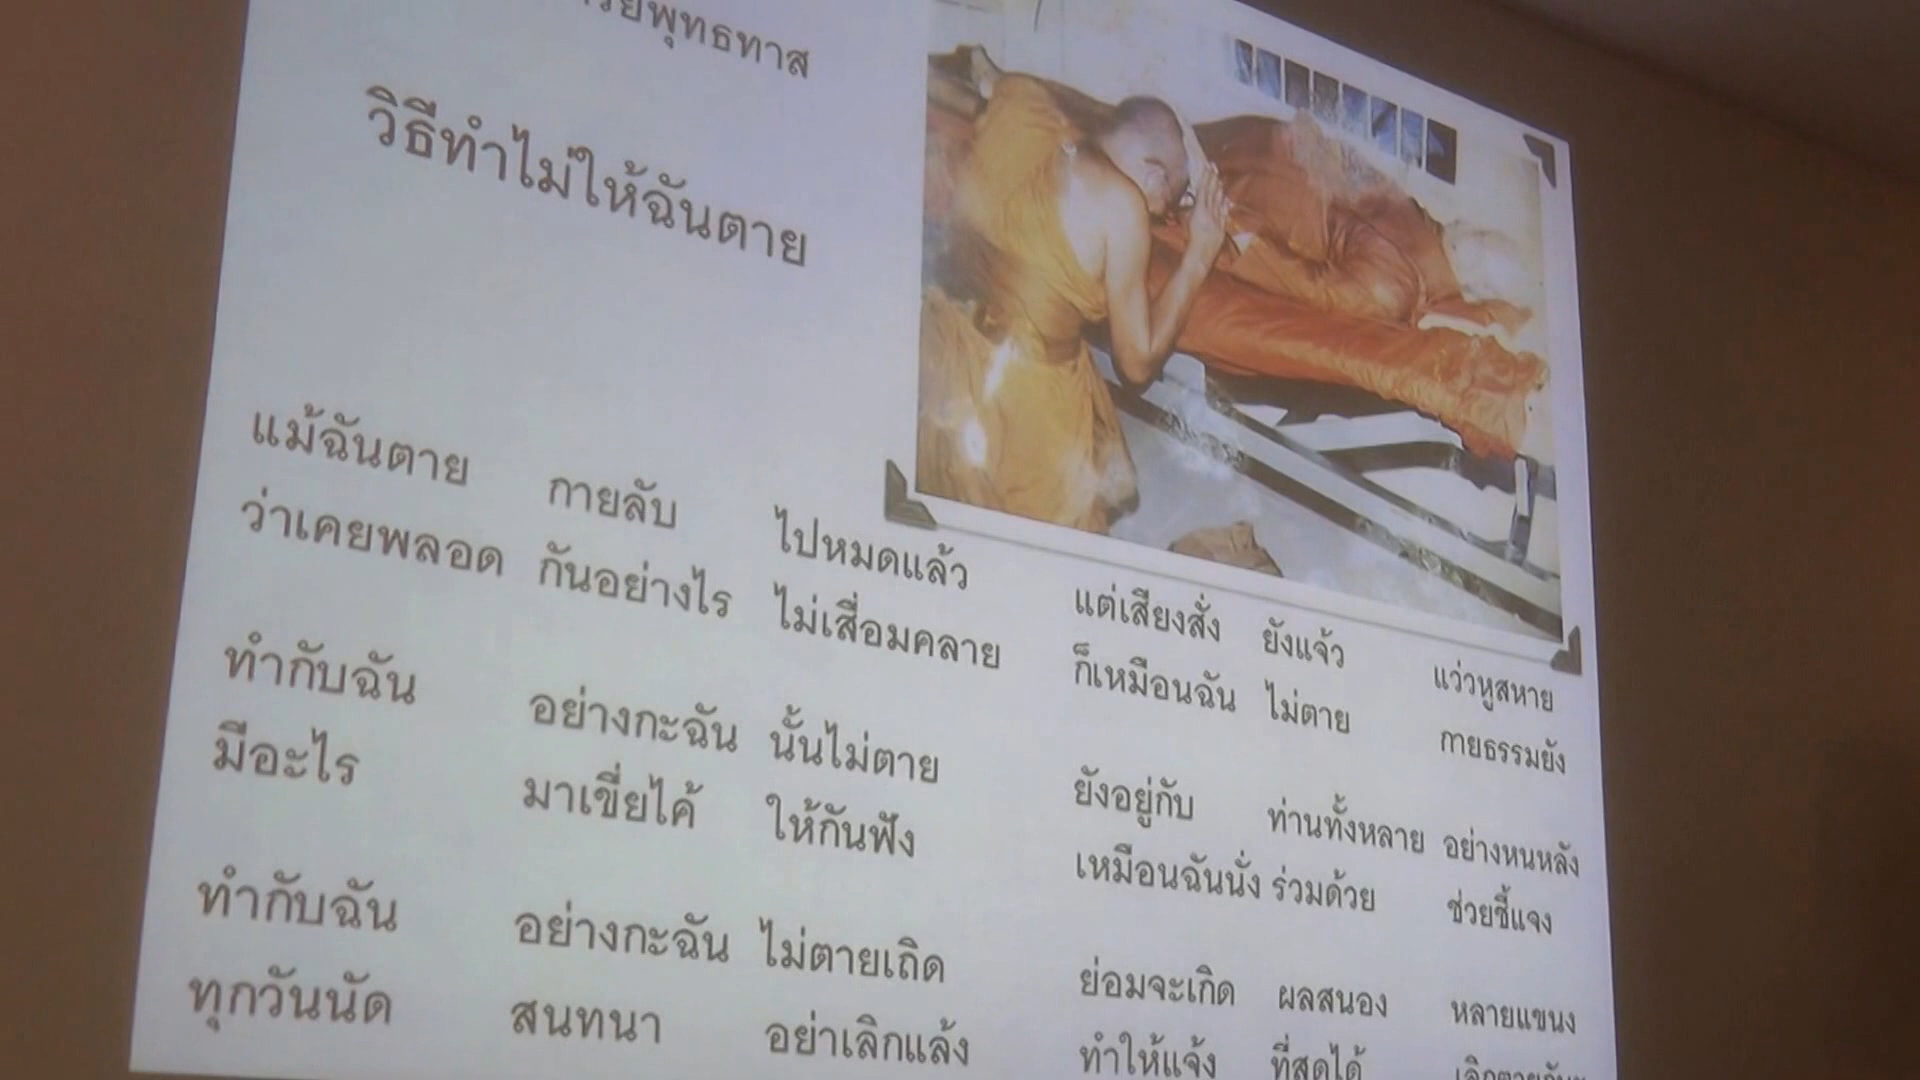 พุทธทาส
วิธีทำไม่ให้ฉันตาย
แม้ฉันตาย กายลับ ไปหมดแล้ว แต่เสียงสั่ง ยังแจ้ว แว่วหูสหาย
ว่าเคยพลอด กันอย่างไร ไม่เสื่อมคลาย ก็เหมือนฉัน ไม่ตาย กายธรรมยัง
ทำกับฉัน อย่างกะฉัน นั้นไม่ตาย ยังอยู่กับ ท่านทั้งหลาย อย่างหนหลัง
มีอะไร มาเขี่ยไค้ ให้กันฟัง เหมือนฉันนั่ง ร่วมด้วย ช่วยชี้แจง
ทำกับฉัน อย่างกะฉัน ไม่ตายเถิด ย่อมจะเกิด ผลสนอง หลายแขนง
ทุกวันนัด สนทนา อย่าเลิกแล้ง ทำให้แจ้ง ที่สุดได้